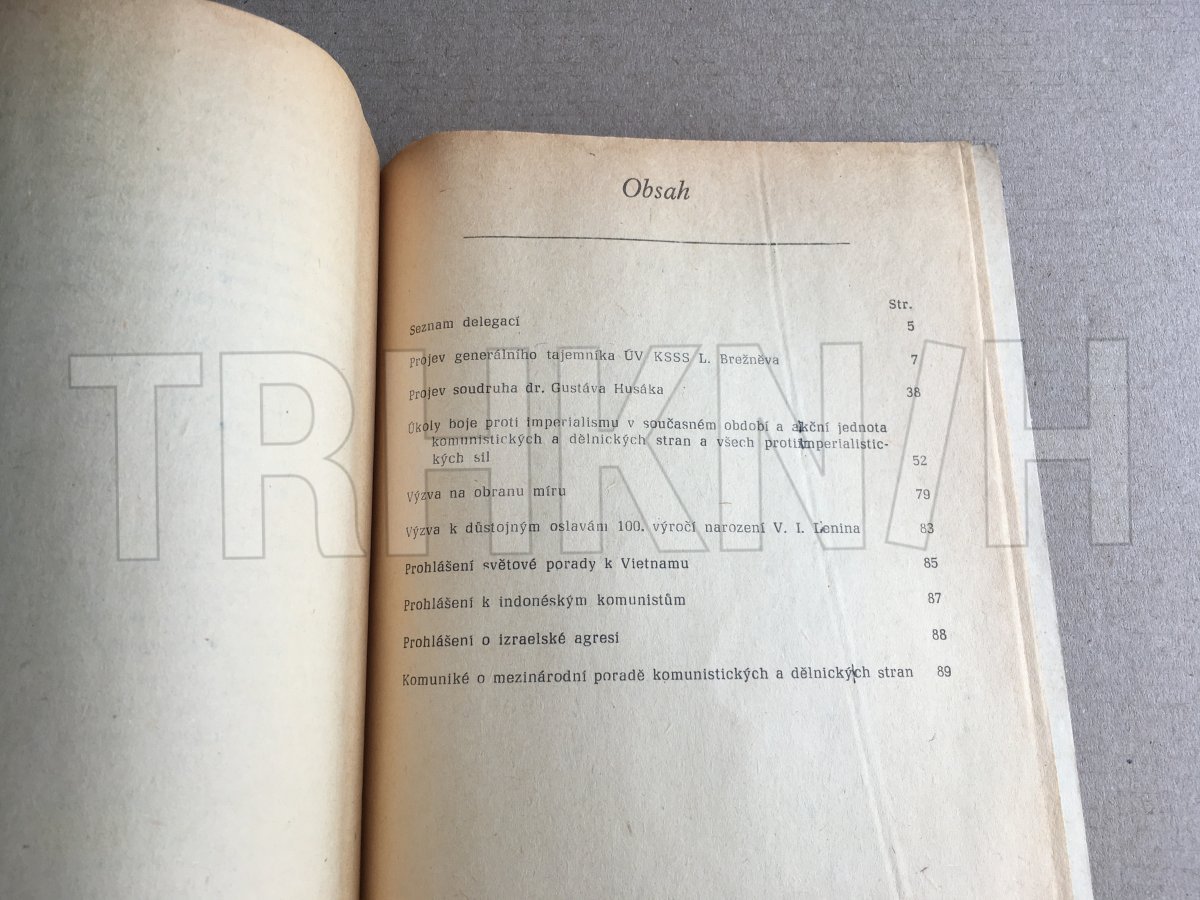 Obsah
Str.
Seznam delegací 5
Projev generálního tajemníka ÚV KSSS L. Brežněva 7
Projev soudruha dr. Gustáva Husáka 38
Úkoly boje proti imperialismu v současném období a akční jednota
komunistických a dělnických stran a všech protiimperialistic-
kých sil 52
Výzva na obranu míru 79
Výzva k důstojným oslavám 100. výročí narození V. I. Lenina 83
Prohlášení světové porady k Vietnamu 85
Prohlášení k indonéským komunistům 87
Prohlášení o izraelské agresi 88
Komuniké o mezinárodní poradě komunistických a dělnických stran 89
TRHKNIH